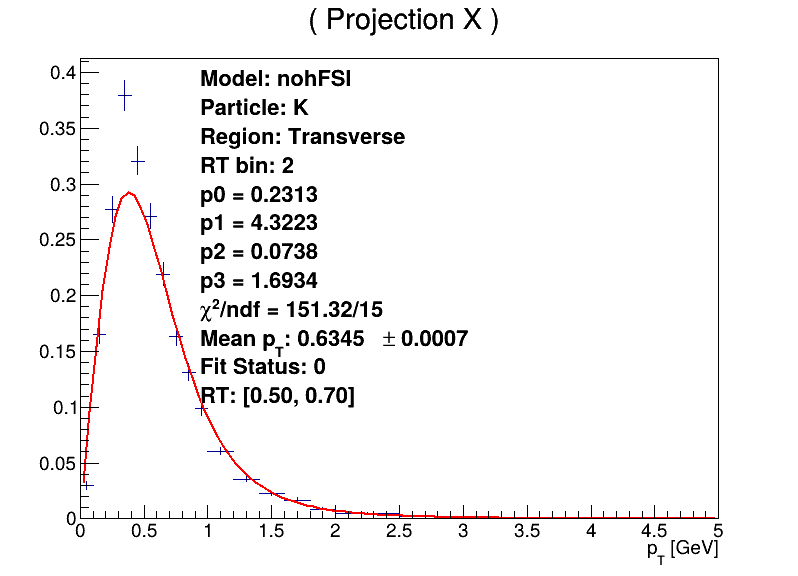 ( Projection X )
0.4
0.35
0.3
0.25
0.2
0.15
0.1
0.05
0
Model: nohFSI
Particle: K
Region: Transverse
RT bin: 2
p0 = 0.2313
p1 = 4.3223
p2 = 0.0738
p3 = 1.6934
χ²/ndf = 151.32/15
Mean p_T: 0.6345 ± 0.0007
Fit Status: 0
RT: [0.50, 0.70]
0 0.5 1 1.5 2 2.5 3 3.5 4 4.5 5
p_T [GeV]